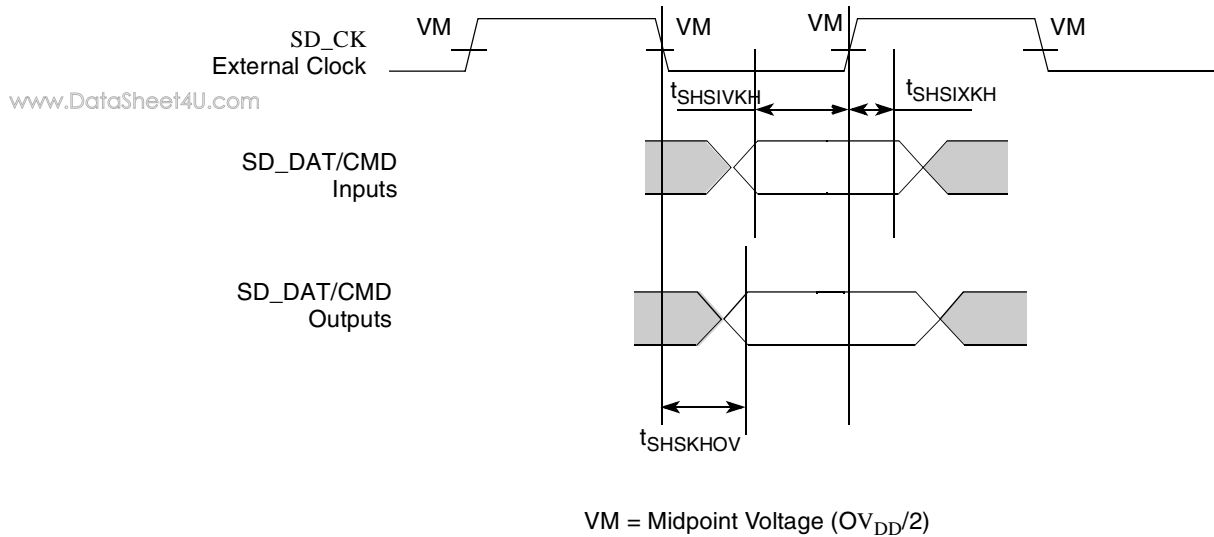 VM VM VM VM
SD_CK
External Clock
www.DataSheet4U.com
tSHSIVKH tSHSIXKH
SD_DAT/CMD
Inputs
SD_DAT/CMD
Outputs
tSHSKHOV
VM = Midpoint Voltage (OVDD/2)